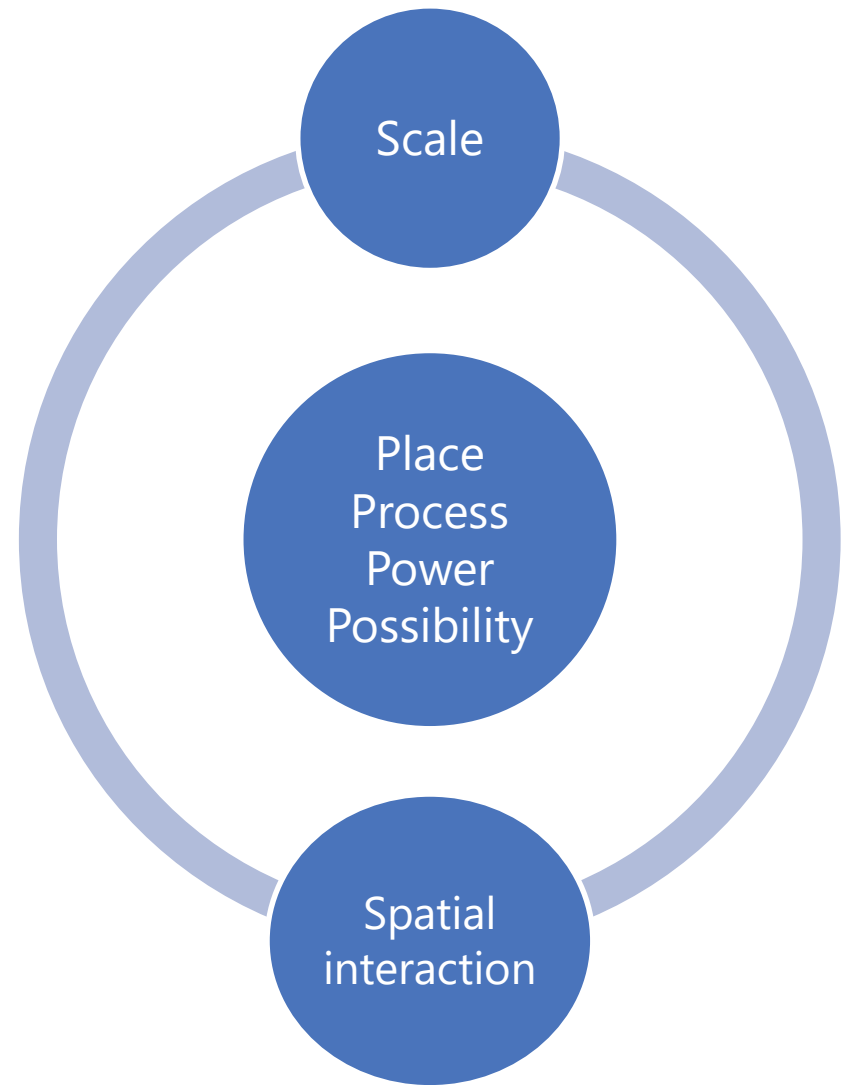 Scale
Place
Process
Power
Possibility
Spatial
interaction